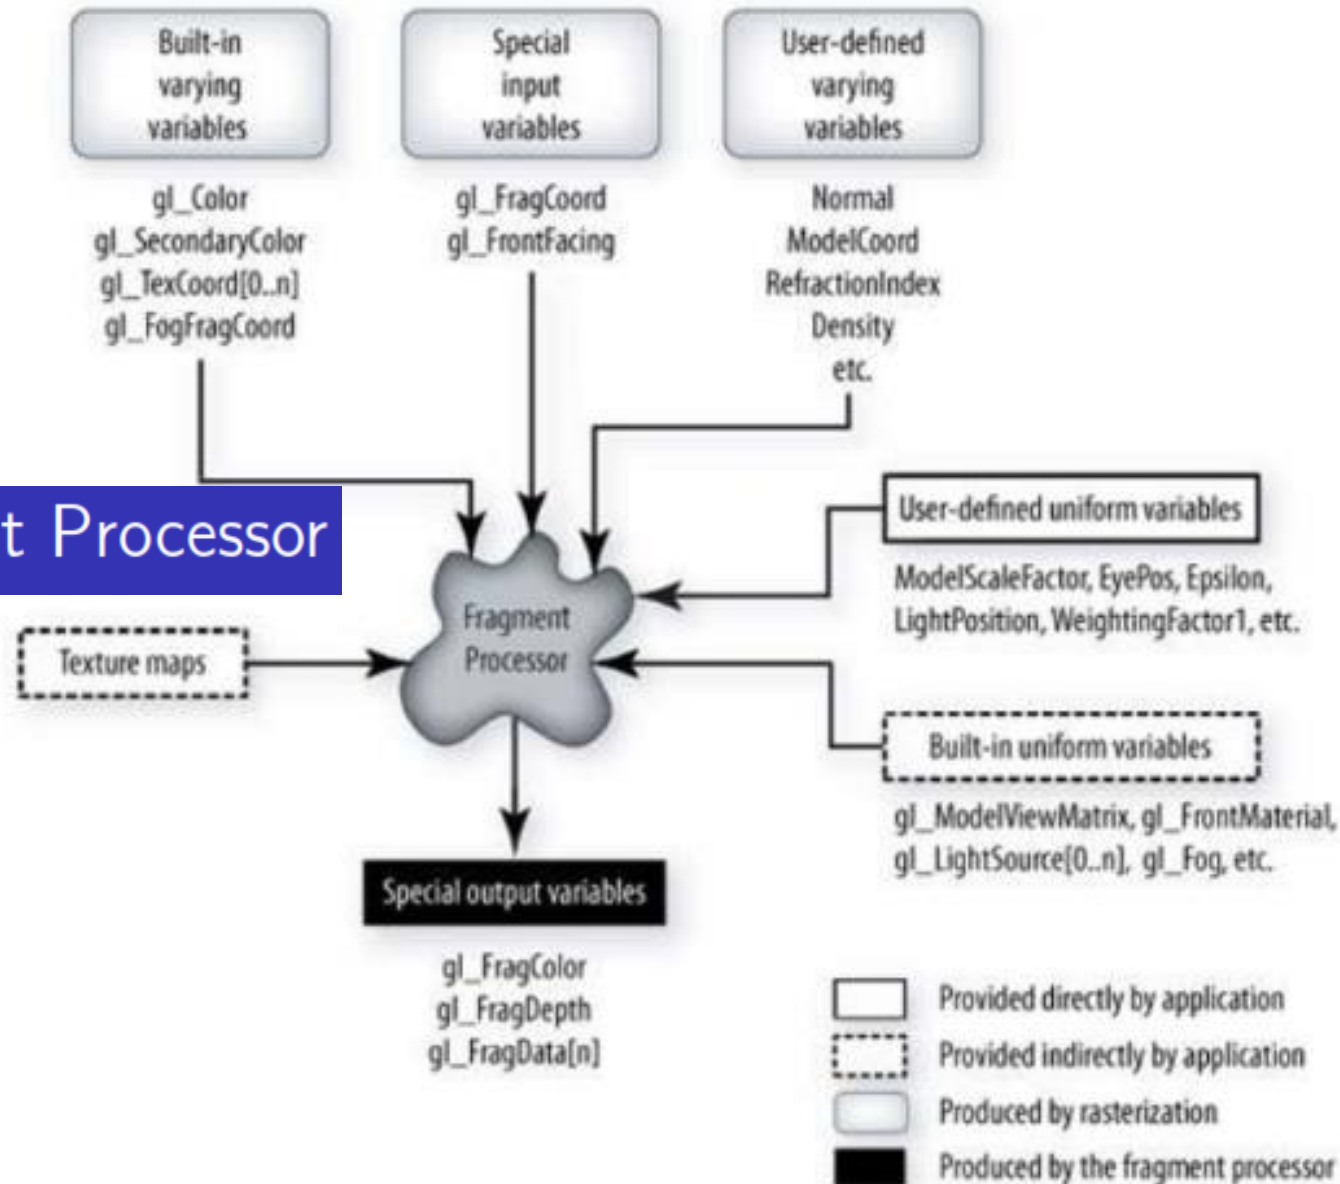 Built-in
varying
variables
Special
input
variables
User-defined
varying
variables
gl_Color
gl_SecondaryColor
gl_TexCoord[0..n]
gl_FogFragCoord
gl_FragCoord
gl_FrontFacing
Normal
ModelCoord
RefractionIndex
Density
etc.
t Processor
Texture maps
Fragment
Processor
User-defined uniform variables
ModelScaleFactor, EyePos, Epsilon,
LightPosition, WeightingFactor1, etc.
Built-in uniform variables
gl_ModelViewMatrix, gl_FrontMaterial,
gl_LightSource[0..n], gl_Fog, etc.
Special output variables
gl_FragColor
gl_FragDepth
gl_FragData[n]
Provided directly by application
Provided indirectly by application
Produced by rasterization
Produced by the fragment processor